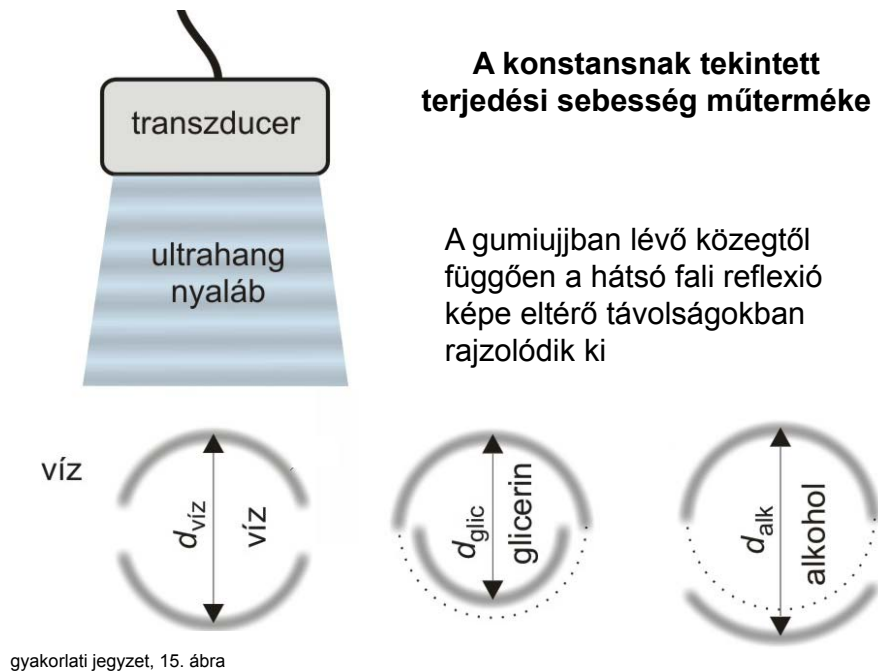 A konstansnak tekintett
terjedési sebesség műterméke
transzducer
ultrahang
nyaláb
A gumiujjban lévő közegtől
függően a hátsó fali reflexió
képe eltérő távolságokban
rajzolódik ki
víz
dvíz
víz
dglic
glicerin
dalk
alkohol
gyakorlati jegyzet, 15. ábra